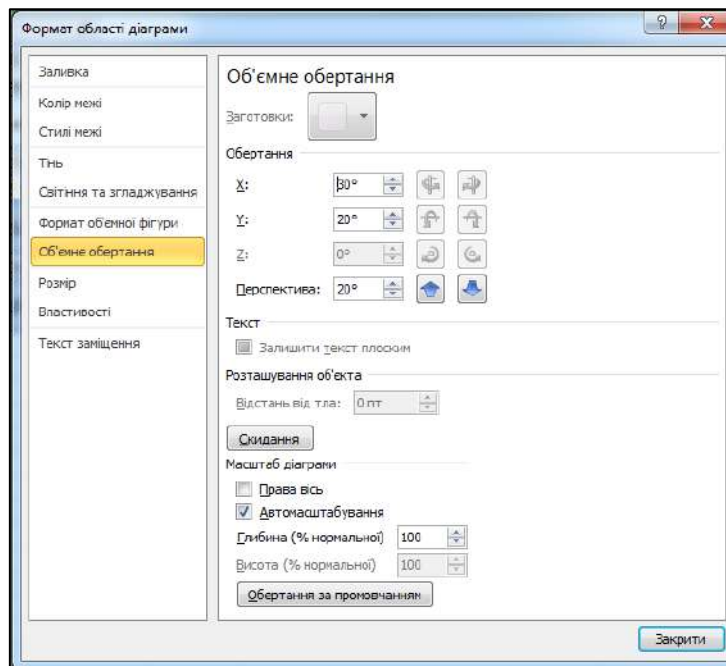 Формат області діаграми
Заливка
Колір межі
Стилі межі
Тінь
Світіння та згладжування
Формат об'ємної фігури
Об'ємне обертання
Розмір
Властивості
Текст заміщення
Об'ємне обертання
Заготовки:
Обертання
X: 30°
Y: 20°
Z: 0°
Перспектива: 20°
Текст
Залишити текст плоским
Розташування об'єкта
Відстань від тла: 0 пт
Скидання
Масштаб діаграми
Права вісь
Автомасштабування
Глибина (% нормальної) 100
Висота (% нормальної) 100
Обертання за промовчанням
Закрити